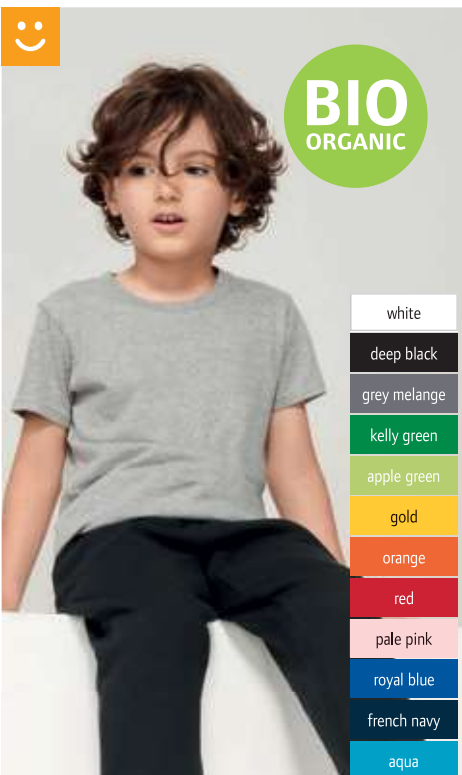 BIO
ORGANIC
white
deep black
grey melange
kelly green
apple green
gold
orange
red
pale pink
royal blue
french navy
aqua